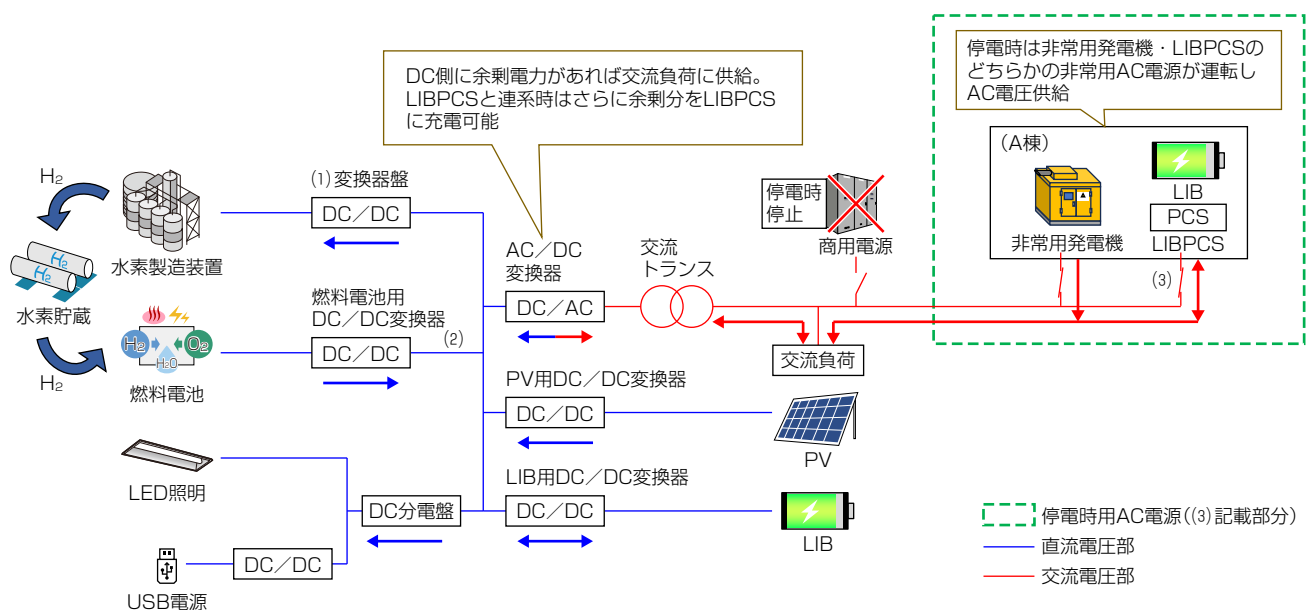 DC側に余剰電力があれば交流負荷に供給。
LIBPCSと連系時はさらに余剰分をLIBPCS
に充電可能
停電時は非常用発電機・LIBPCSの
どちらかの非常用AC電源が運転し
AC電圧供給
(A棟)
LIB
PCS
LIBPCS
非常用発電機
(3)
停電時
停止
商用電源
H₂
水素製造装置
H₂
水素貯蔵
H₂
H₂
O₂
H₂O
燃料電池
(1)変換器盤
DC/DC
燃料電池用
DC/DC変換器
(2)
DC/DC
AC/DC
変換器
DC/AC
交流
トランス
交流負荷
PV用DC/DC変換器
DC/DC
PV
LIB用DC/DC変換器
DC/DC
LIB
LED照明
DC分電盤
DC/DC
USB電源
停電時用AC電源((3)記載部分)
直流電圧部
交流電圧部